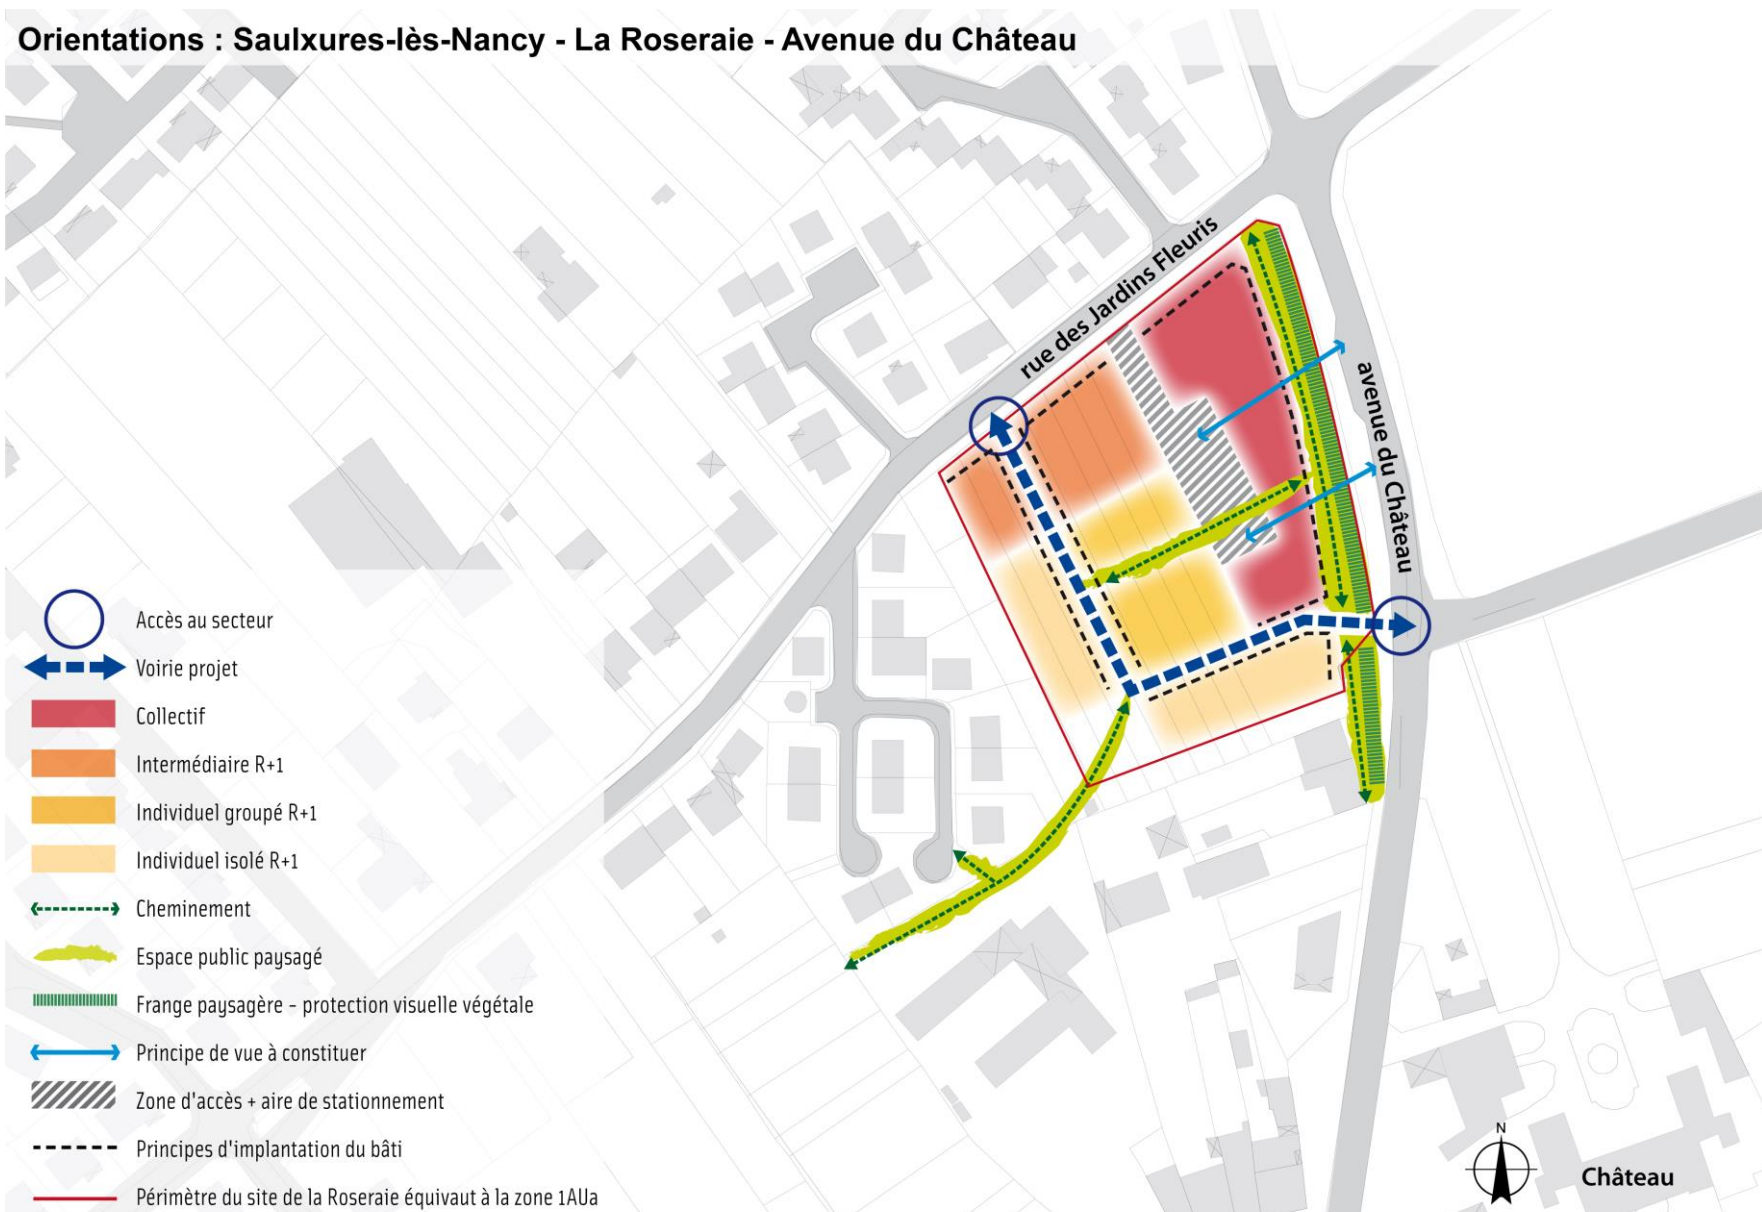 Orientations : Saulxures-lès-Nancy - La Roseraie - Avenue du Château
rue des Jardins Fleuris
avenue du Château
Accès au secteur
Voirie projet
Collectif
Intermédiaire R+1
Individuel groupé R+1
Individuel isolé R+1
Cheminement
Espace public paysagé
Frange paysagère - protection visuelle végétale
Principe de vue à constituer
Zone d'accès + aire de stationnement
Principes d'implantation du bâti
Périmètre du site de la Roseraie équivaut à la zone 1AUa
N
Château